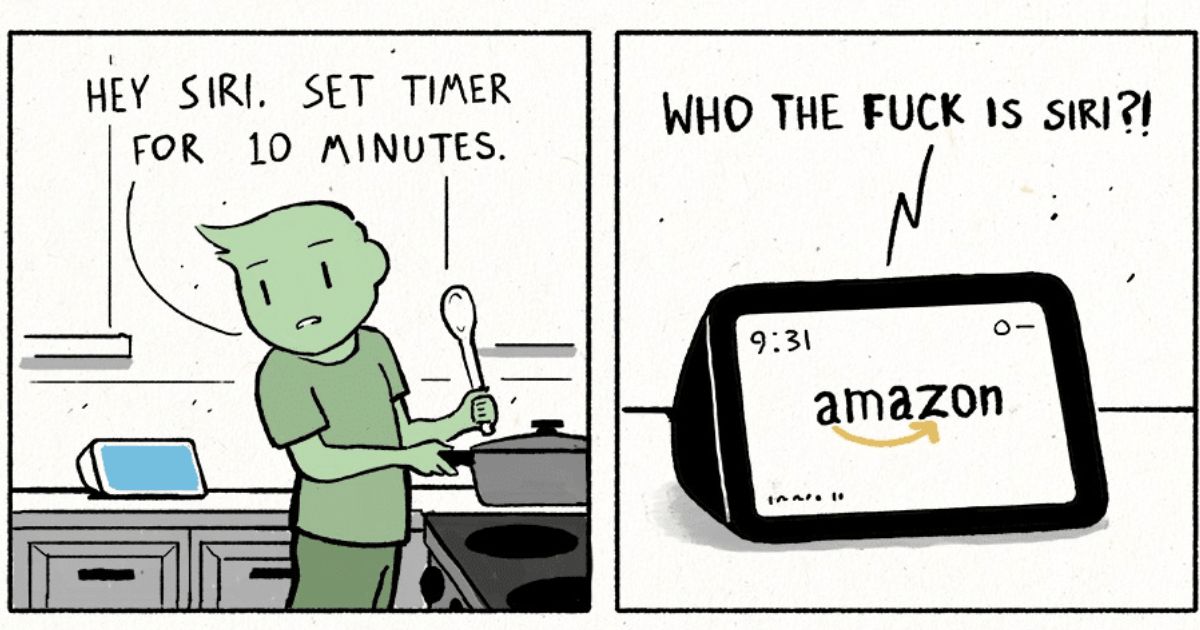 HEY SIRI. SET TIMER
FOR 10 MINUTES.
WHO THE FUCK IS SIRI?!
9:31
amazon